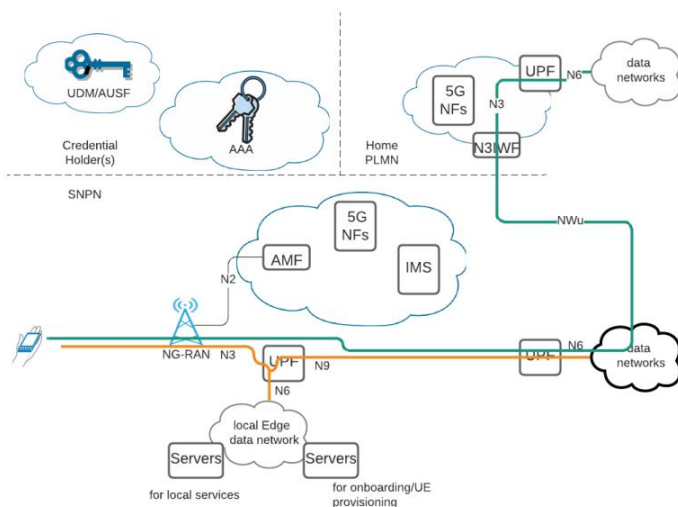 UDM/AUSF
AAA
Credential
Holder(s)
5G
NFs
N3
UPF
N6
data
networks
Home
PLMN
N3IWF
SNPN
NWu
5G
NFs
AMF
IMS
N2
NG-RAN
N3
UPF
N9
N6
UPF
N6
data
networks
local Edge
data network
Servers
Servers
for local services
for onboarding/UE
provisioning